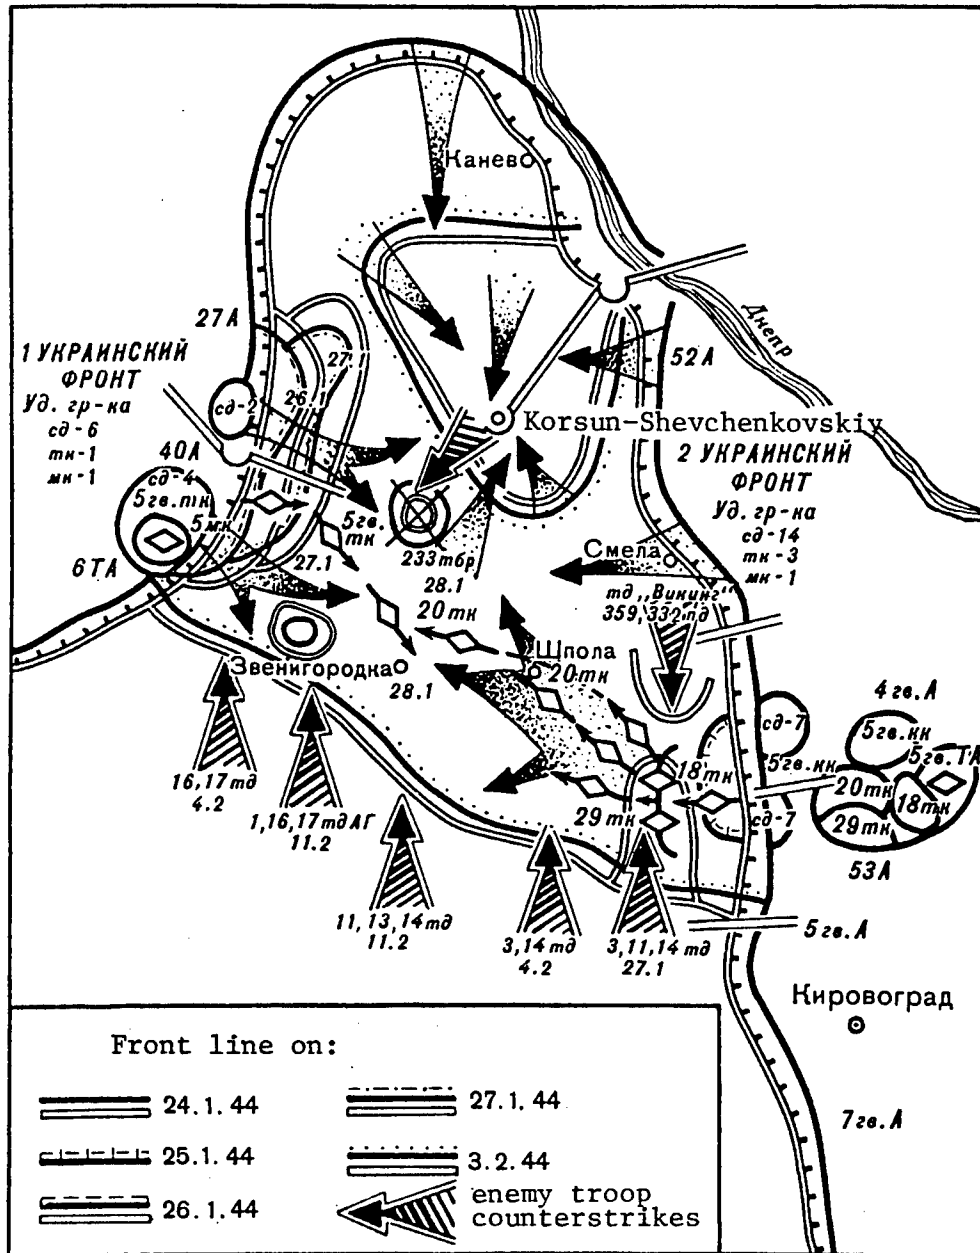 Канево
Днепр
27А
27.1
52А
1 УКРАИНСКИЙ
ФРОНТ
Уд. гр-ка
сд-6
тк-1
мк-1
сд-2
26.1
Korsun-Shevchenkovskiy
40А
сд-4
5гв.тк
5мк
6ТА
27.1
5гв.
тк
233тбр
28.1
20тк
2 УКРАИНСКИЙ
ФРОНТ
Уд. гр-ка
сд-14
тк-3
мк-1
Смела
тд „Викинг"
359, 332пд
Звенигородка
28.1
Шпола
20тк
4 гв. А
5гв.кк
5гв.ТА
сд-7
5гв.кк
20тк
18тк
29тк
18тк
сд-7
29тк
53А
16,17тд
4.2
1,16,17тдАГ
11.2
11,13,14тд
11.2
3,14тд
4.2
3,11,14тд
27.1
5гв.А
Кировоград
7гв.А
Front line on:
24.1.44
25.1.44
26.1.44
27.1.44
3.2.44
enemy troop
counterstrikes